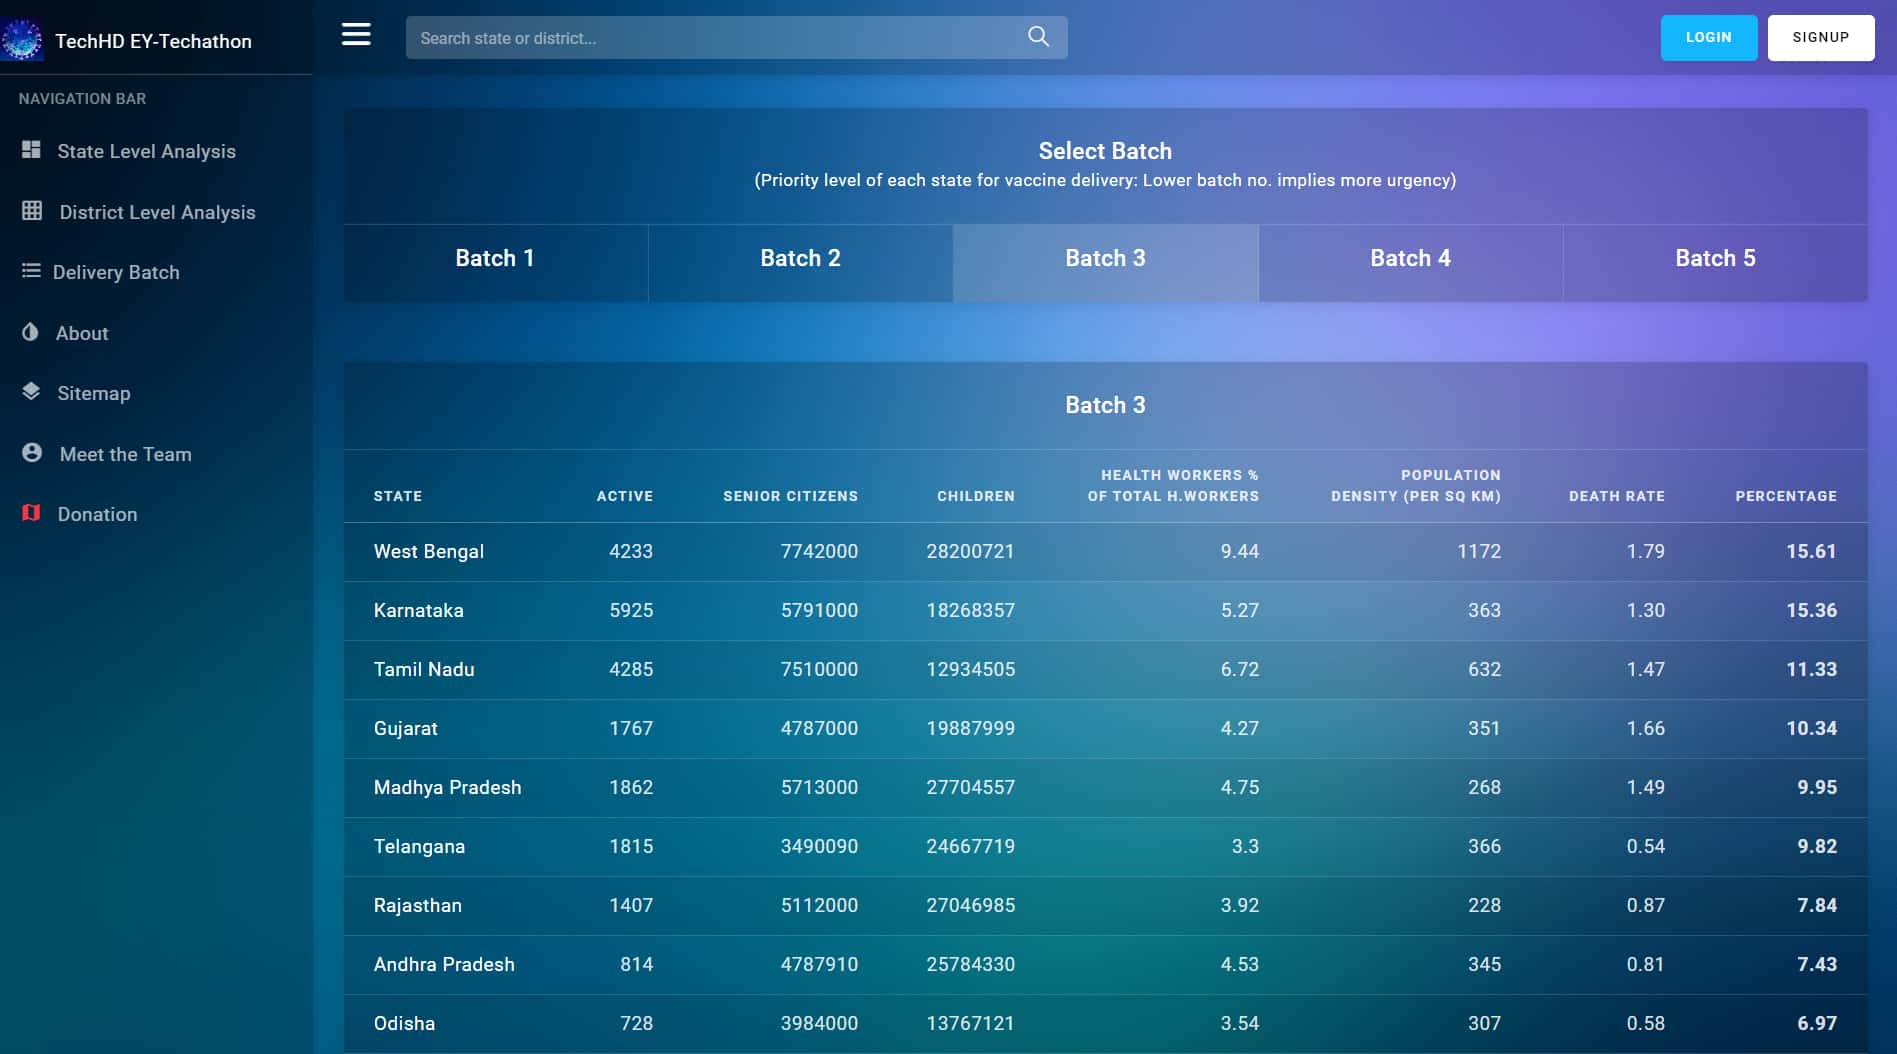 TechHD EY-Techathon
Search state or district...
LOGIN
SIGNUP
NAVIGATION BAR
State Level Analysis
District Level Analysis
Delivery Batch
About
Sitemap
Meet the Team
Donation
Select Batch
(Priority level of each state for vaccine delivery: Lower batch no. implies more urgency)
Batch 1 Batch 2 Batch 3 Batch 4 Batch 5
Batch 3
STATE ACTIVE SENIOR CITIZENS CHILDREN HEALTH WORKERS % OF TOTAL H.WORKERS POPULATION DENSITY (PER SQ KM) DEATH RATE PERCENTAGE
West Bengal 4233 7742000 28200721 9.44 1172 1.79 15.61
Karnataka 5925 5791000 18268357 5.27 363 1.30 15.36
Tamil Nadu 4285 7510000 12934505 6.72 632 1.47 11.33
Gujarat 1767 4787000 19887999 4.27 351 1.66 10.34
Madhya Pradesh 1862 5713000 27704557 4.75 268 1.49 9.95
Telangana 1815 3490090 24667719 3.3 366 0.54 9.82
Rajasthan 1407 5112000 27046985 3.92 228 0.87 7.84
Andhra Pradesh 814 4787910 25784330 4.53 345 0.81 7.43
Odisha 728 3984000 13767121 3.54 307 0.58 6.97